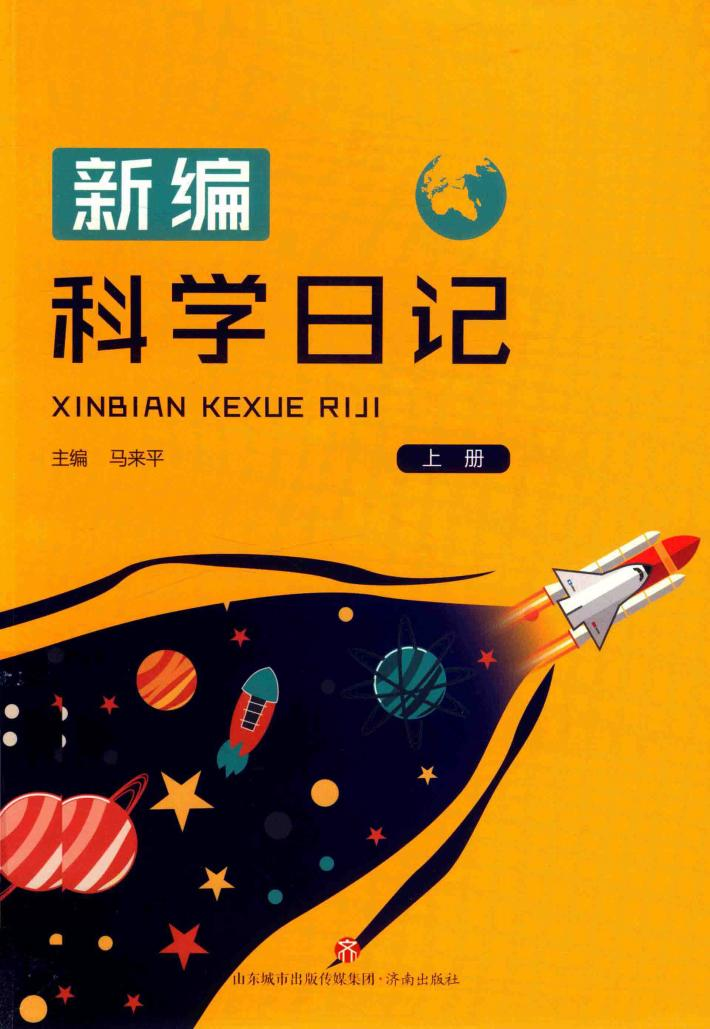 新编
科学日记
XINBIAN KEXUE RIJI
主编 马来平
上 册
山东城市出版传媒集团·济南出版社